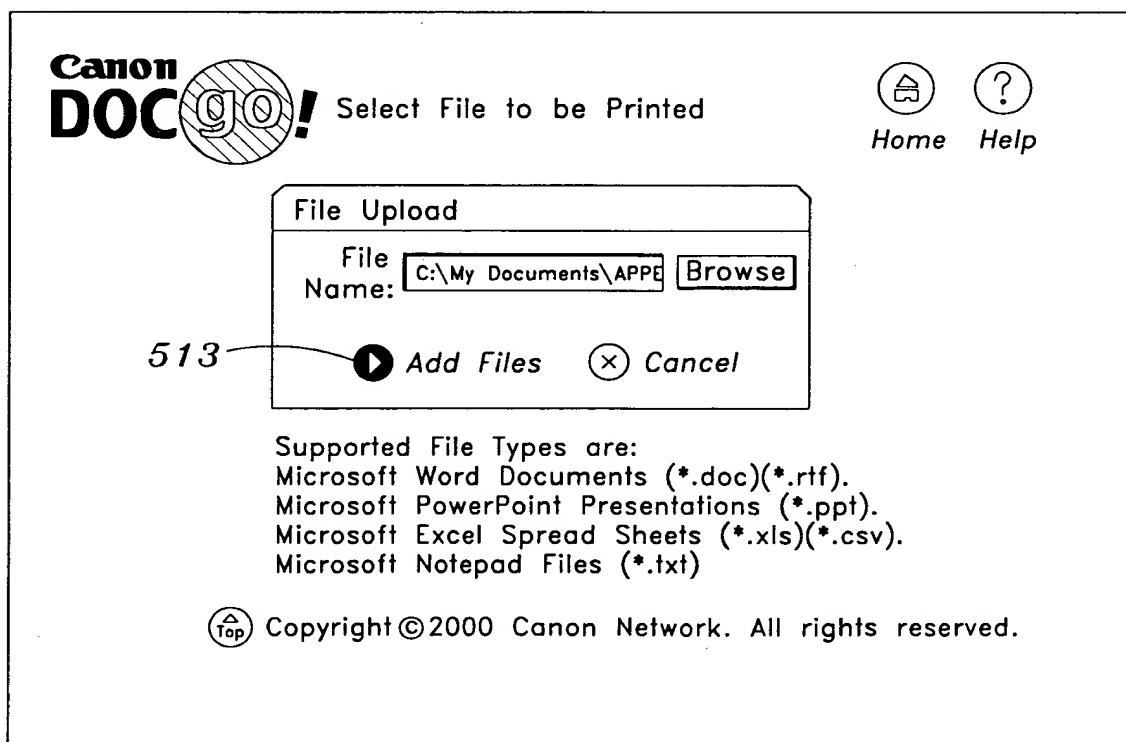 Canon
DOC go! Select File to be Printed
Home Help
File Upload
File
Name: C:\My Documents\APPE Browse
513 Add Files Cancel
Supported File Types are:
Microsoft Word Documents (*.doc)(*.rtf).
Microsoft PowerPoint Presentations (*.ppt).
Microsoft Excel Spread Sheets (*.xls)(*.csv).
Microsoft Notepad Files (*.txt)
Top Copyright ©2000 Canon Network. All rights reserved.